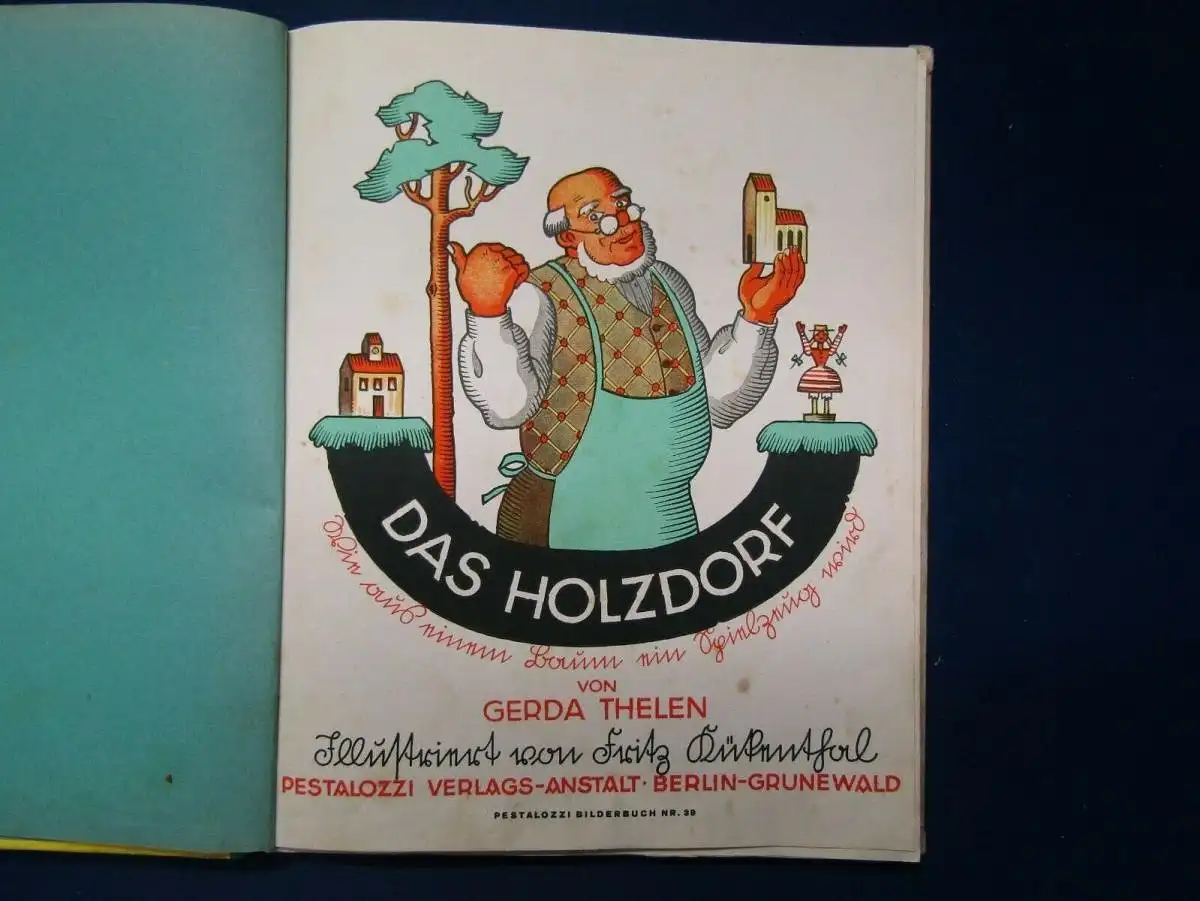 DAS HOLZDORF
Wie aus einem Baum ein Spielzeug wird
VON
GERDA THELEN
Illustriert von Fritz Kükenthal
PESTALOZZI VERLAGS-ANSTALT · BERLIN-GRUNEWALD
PESTALOZZI BILDERBUCH NR. 39